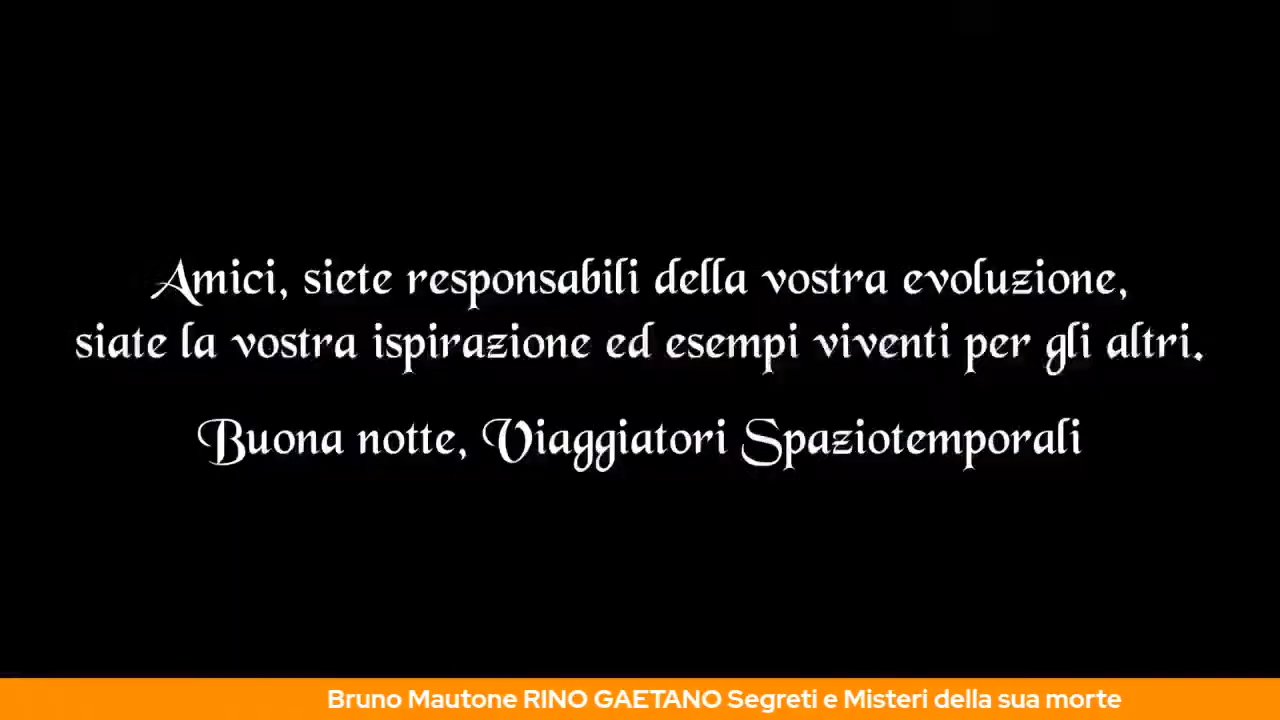 Amici, siete responsabili della vostra evoluzione,
siate la vostra ispirazione ed esempi viventi per gli altri.
Buona notte, Viaggiatori Spaziotemporali
Bruno Mautone RINO GAETANO Segreti e Misteri della sua morte